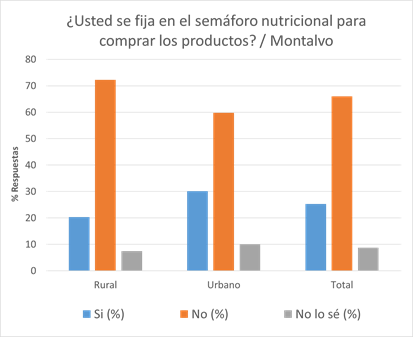 ¿Usted se fija en el semáforo nutricional para
comprar los productos? / Montalvo
% Respuestas
80
70
60
50
40
30
20
10
0
Rural Urbano Total
Si (%) No (%) No lo sé (%)